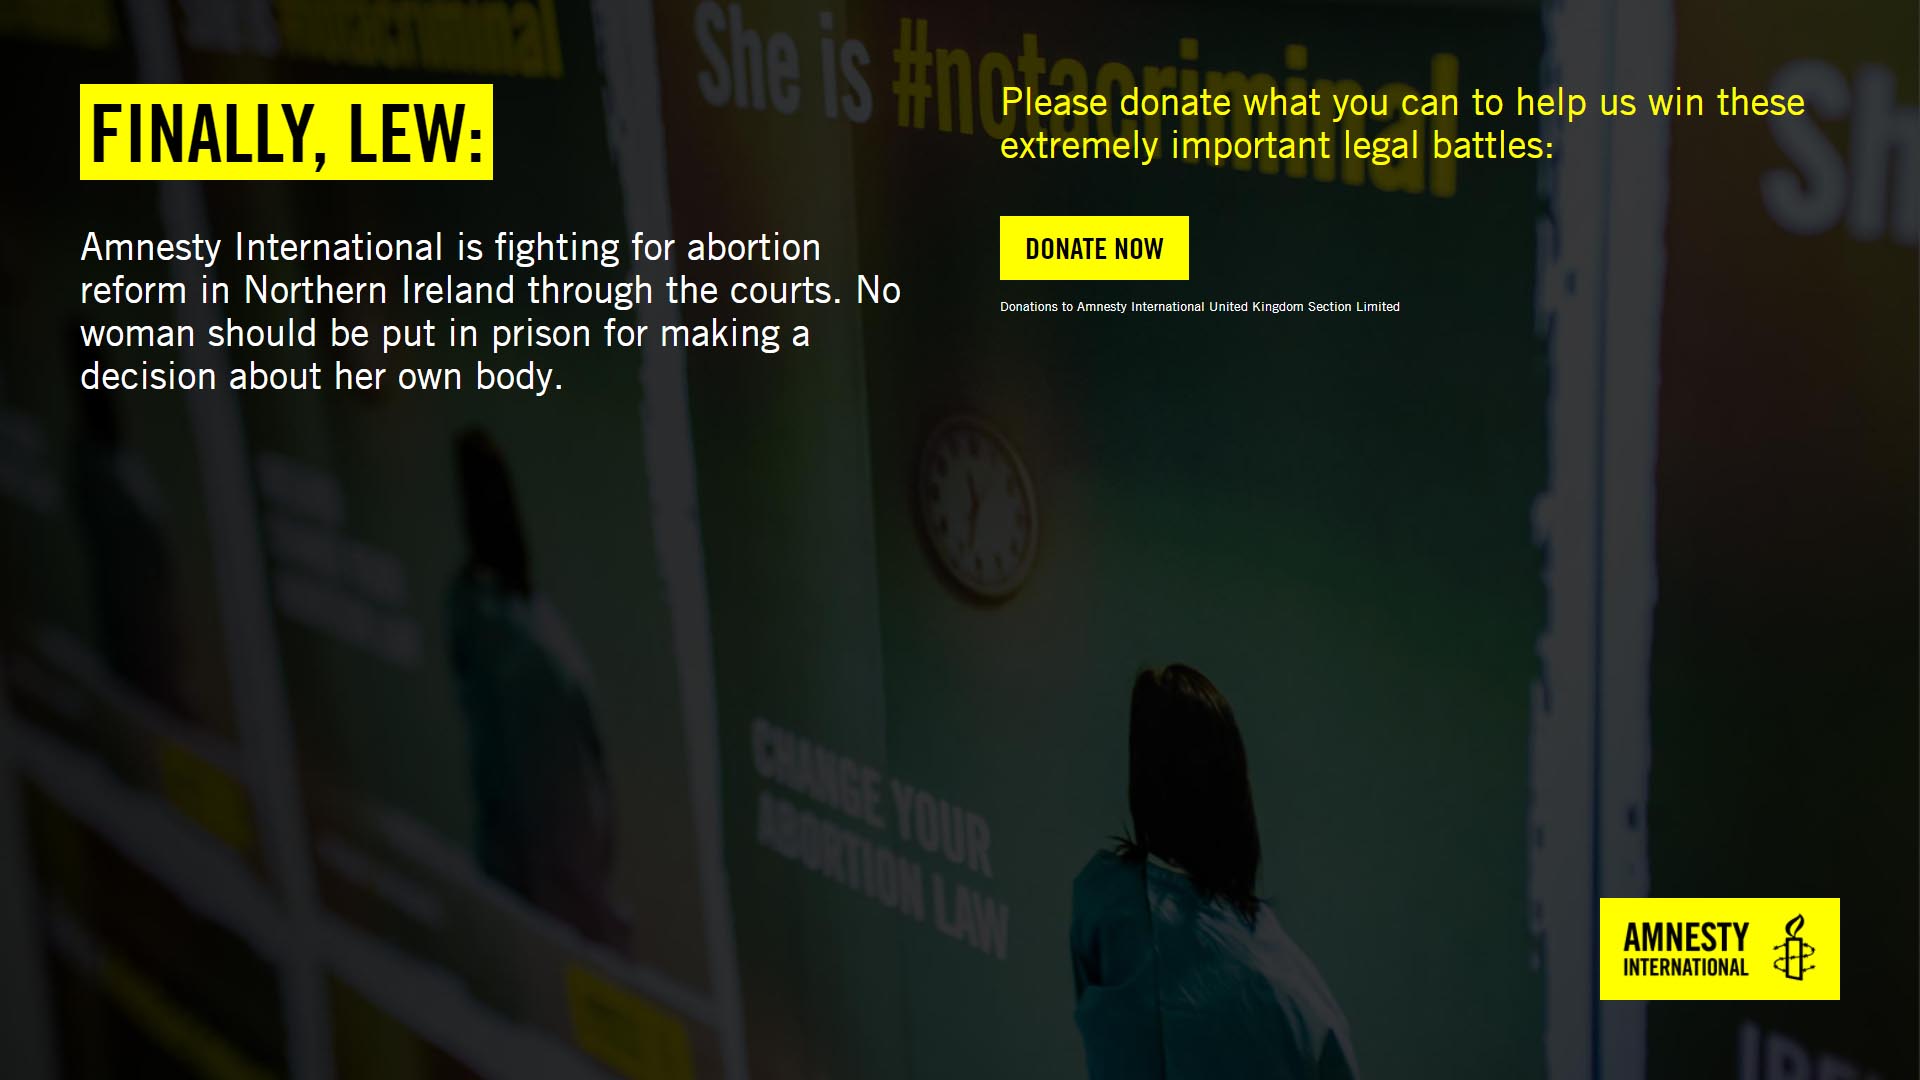 FINALLY, LEW:
Amnesty International is fighting for abortion
reform in Northern Ireland through the courts. No
woman should be put in prison for making a
decision about her own body.
Please donate what you can to help us win these
extremely important legal battles:
DONATE NOW
Donations to Amnesty International United Kingdom Section Limited
She is #notacriminal
CHANGE YOUR
ABORTION LAW
AMNESTY
INTERNATIONAL